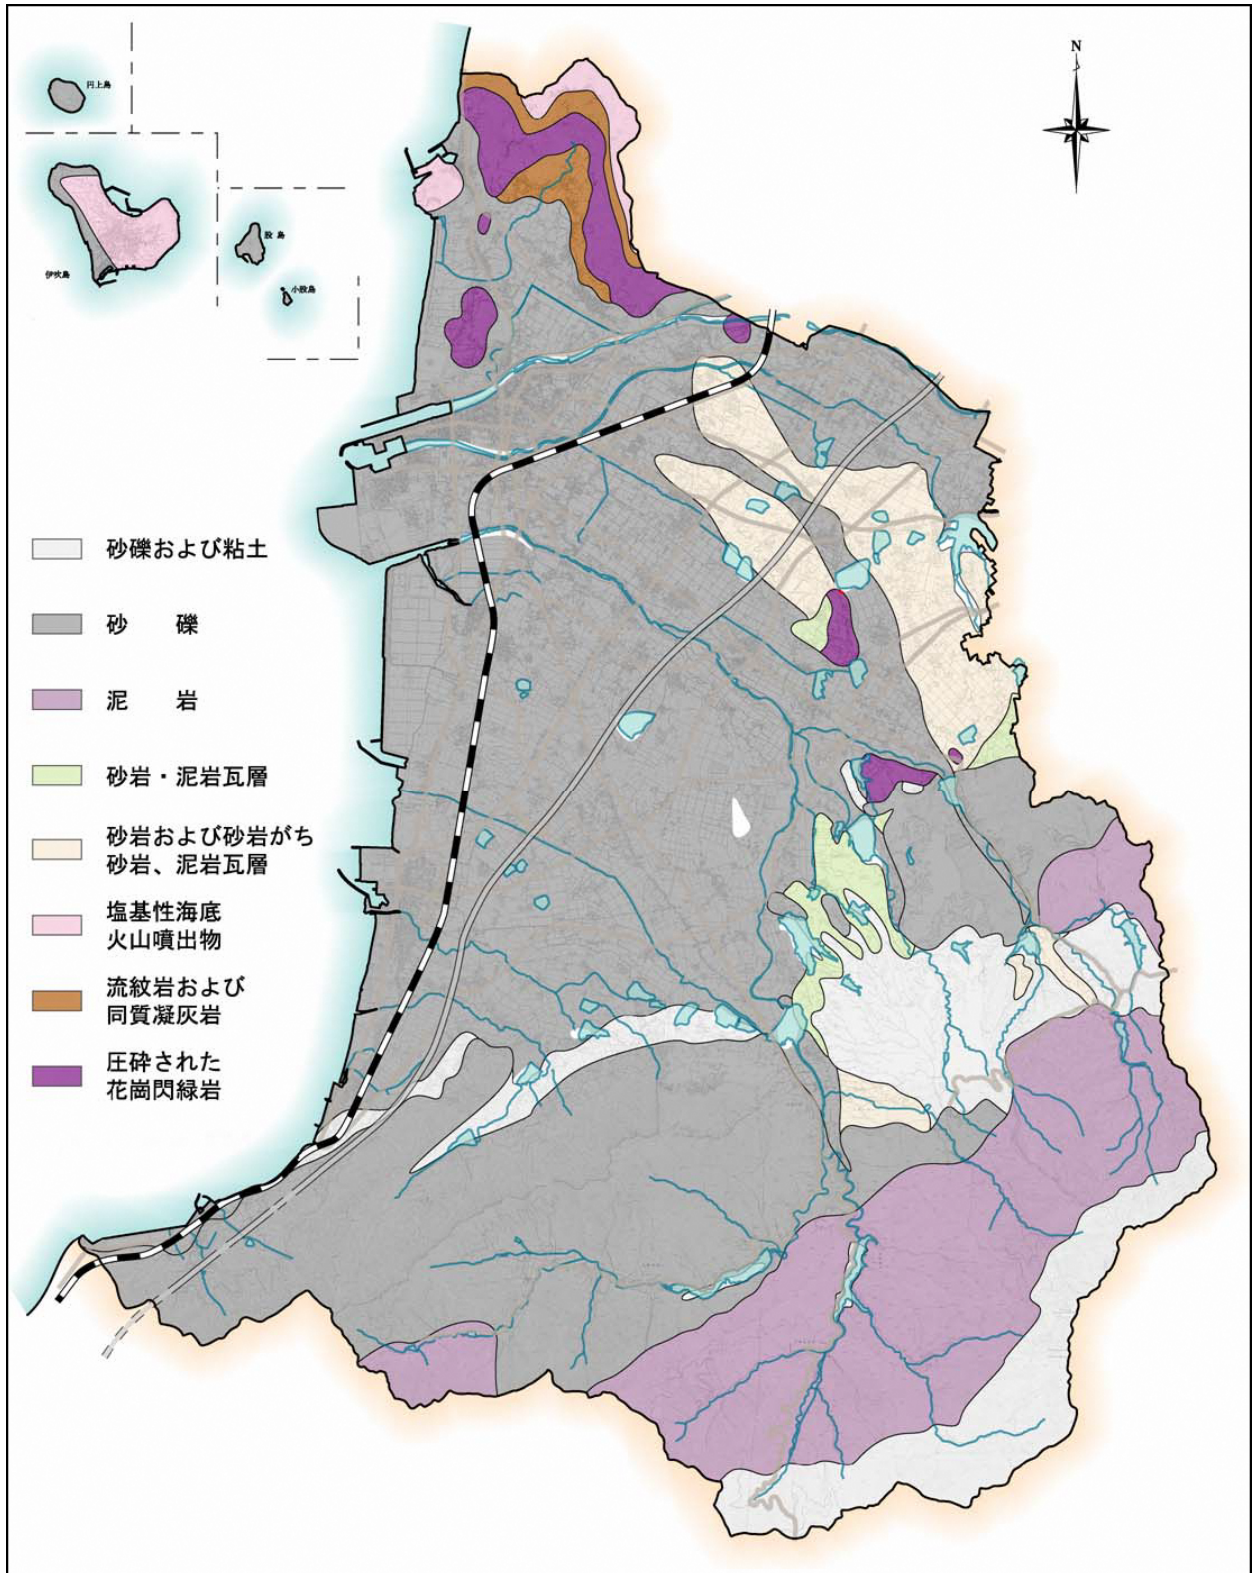 N
円上島
伊吹島
股 島
小股島
砂礫および粘土
砂 礫
泥 岩
砂岩・泥岩瓦層
砂岩および砂岩がち
砂岩、泥岩瓦層
塩基性海底
火山噴出物
流紋岩および
同質凝灰岩
圧砕された
花崗閃緑岩